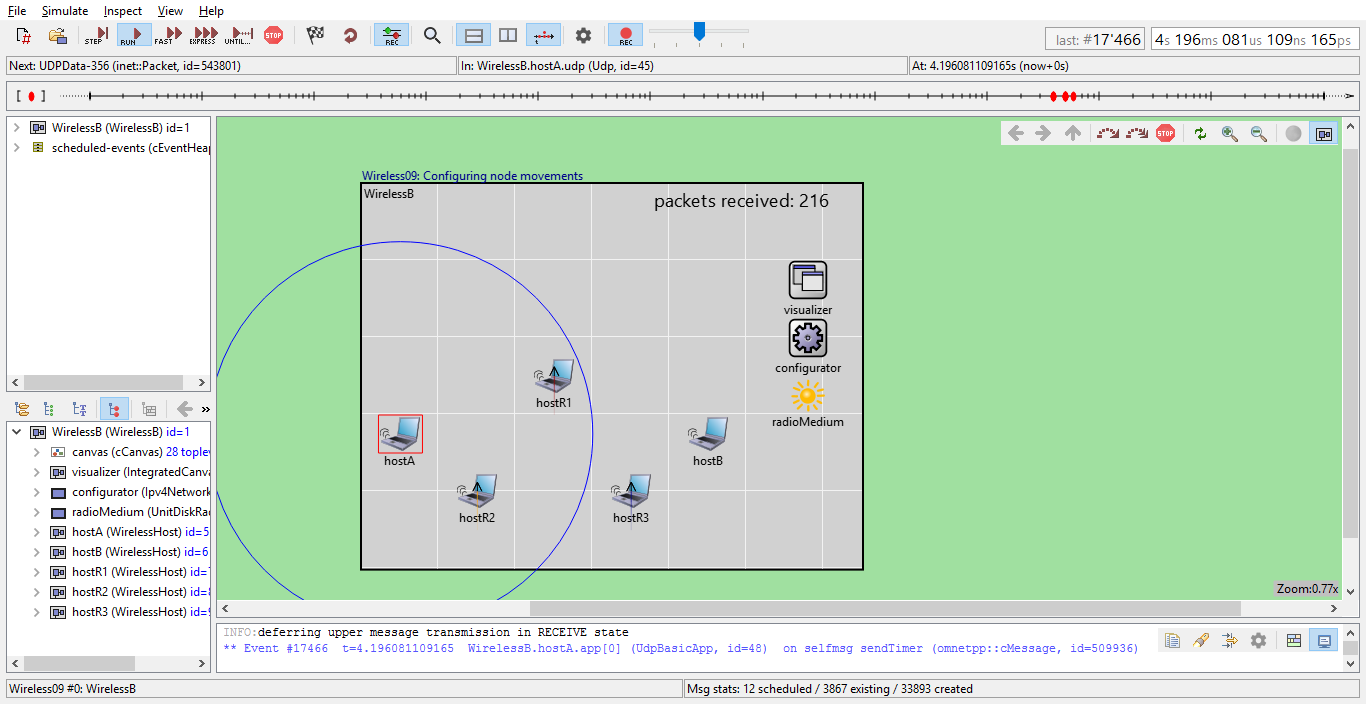 File Simulate Inspect View Help
STEP RUN FAST EXPRESS UNTIL... STOP REC REC
last: #17'466 4s 196ms 081us 109ns 165ps
Next: UDPData-356 (inet::Packet, id=543801) In: WirelessB.hostA.udp (Udp, id=45) At: 4.196081109165s (now+0s)
WirelessB (WirelessB) id=1
scheduled-events (cEventHeap
STOP
Wireless09: Configuring node movements
WirelessB
packets received: 216
visualizer
configurator
radioMedium
hostR1
hostA
hostB
hostR2
hostR3
Zoom:0.77x
WirelessB (WirelessB) id=1
canvas (cCanvas) 28 toplev
visualizer (IntegratedCanva
configurator (Ipv4Network
radioMedium (UnitDiskRad
hostA (WirelessHost) id=5
hostB (WirelessHost) id=6
hostR1 (WirelessHost) id=7
hostR2 (WirelessHost) id=8
hostR3 (WirelessHost) id=9
INFO:deferring upper message transmission in RECEIVE state
** Event #17466 t=4.196081109165 WirelessB.hostA.app[0] (UdpBasicApp, id=48) on selfmsg sendTimer (omnetpp::cMessage, id=509936)
Wireless09 #0: WirelessB
Msg stats: 12 scheduled / 3867 existing / 33893 created